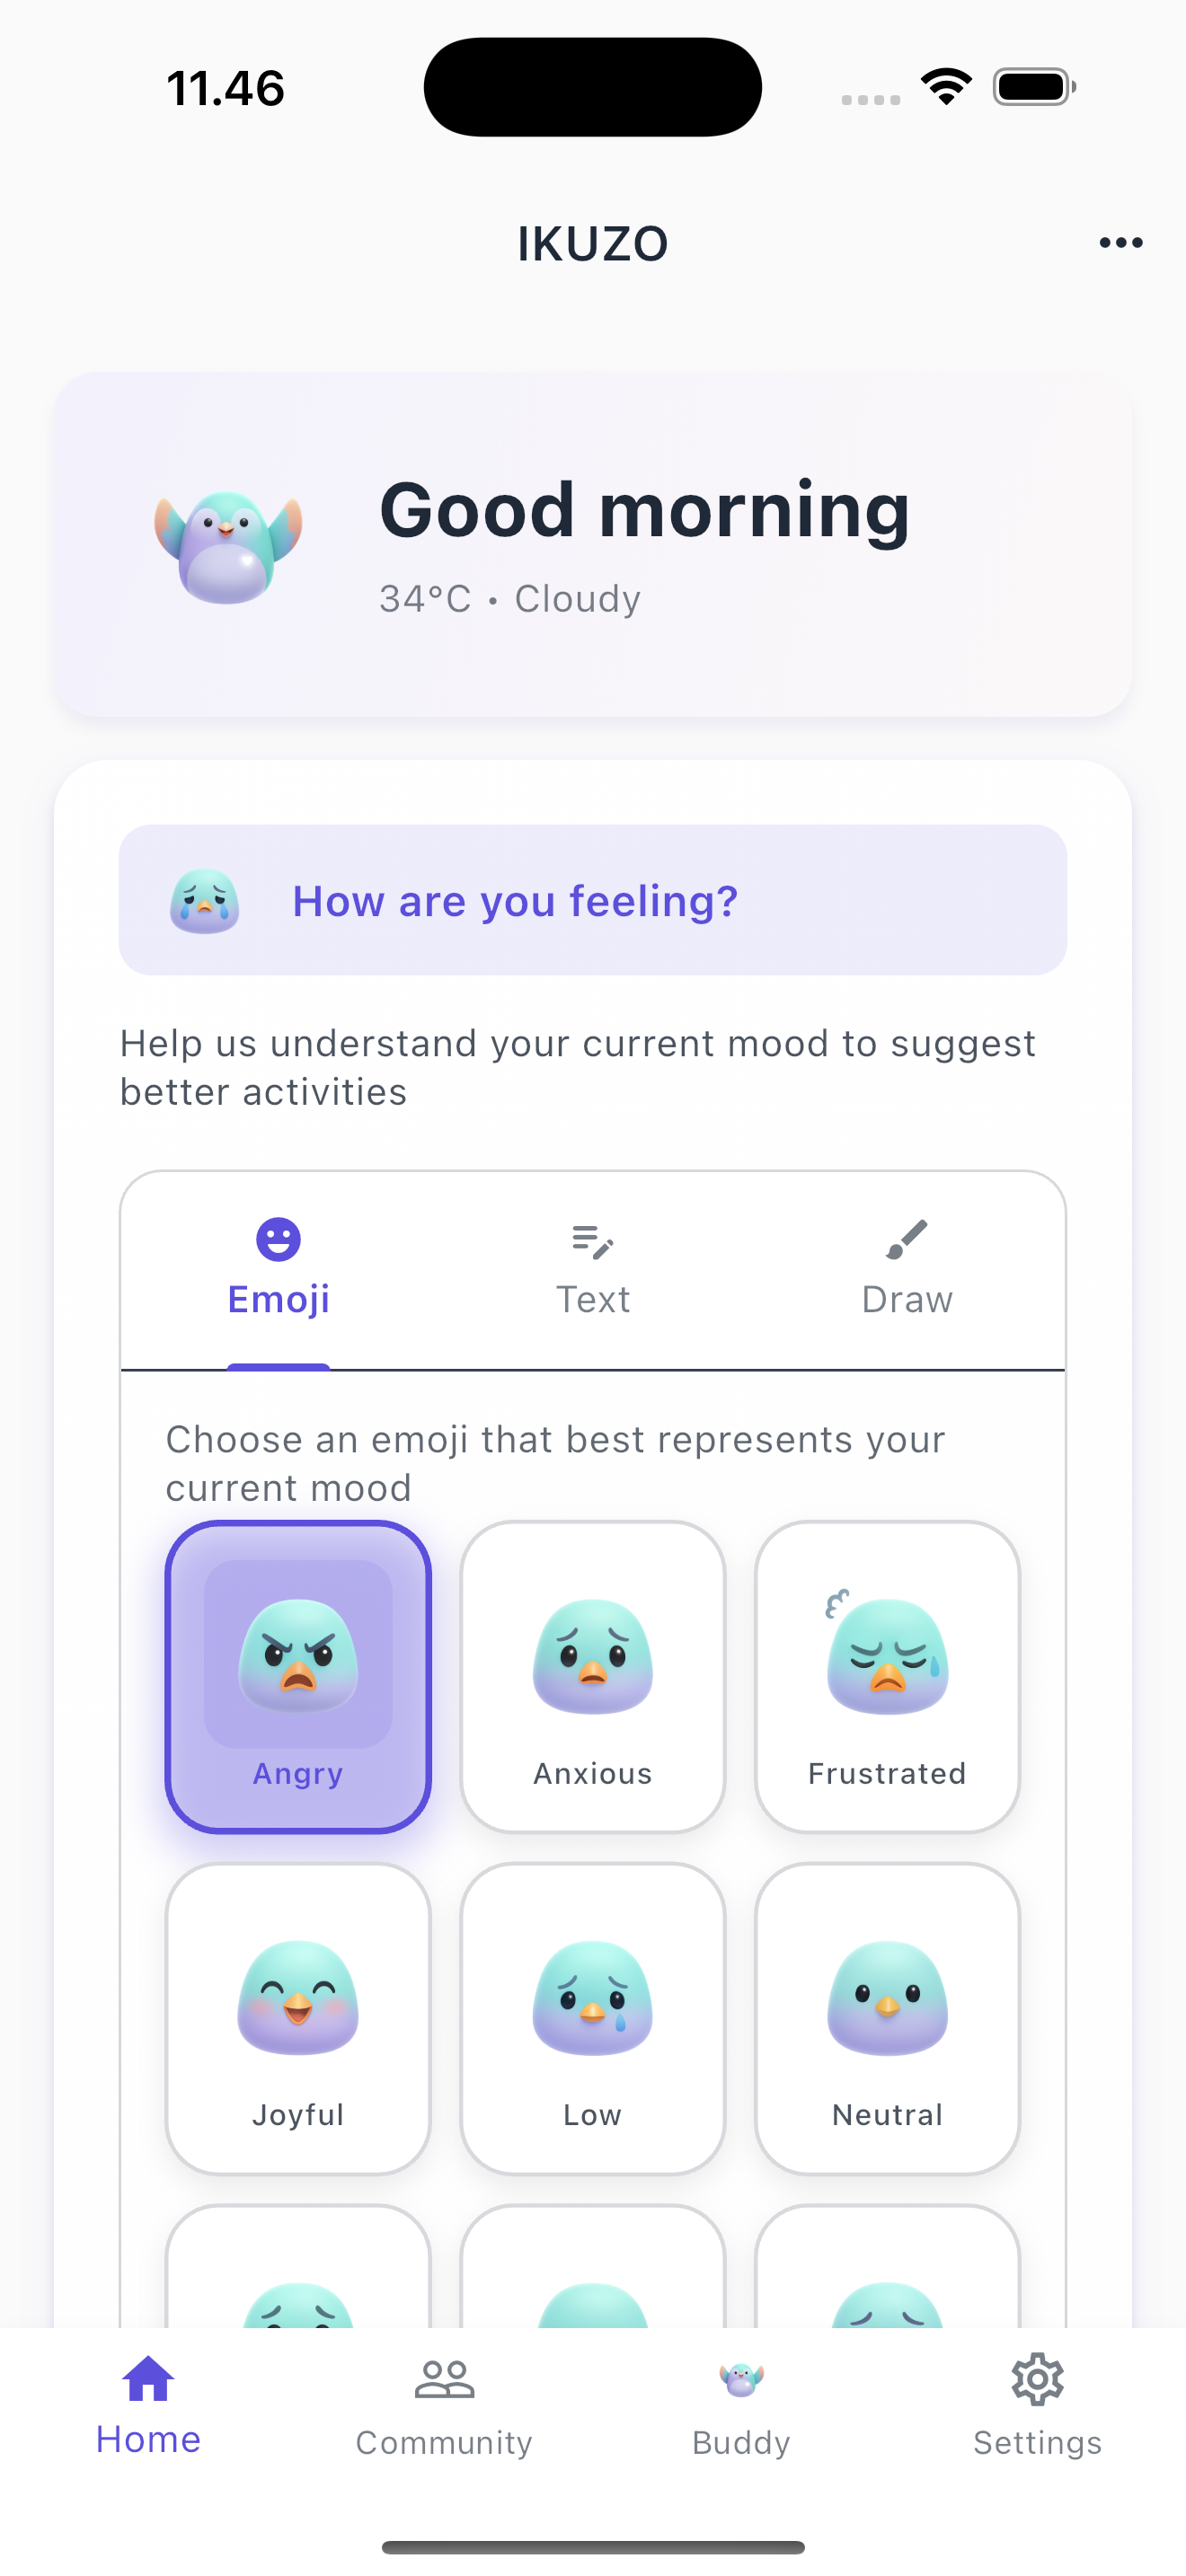 11.46
IKUZO
Good morning
34°C • Cloudy
How are you feeling?
Help us understand your current mood to suggest
better activities
Emoji
Text
Draw
Choose an emoji that best represents your
current mood
Angry
Anxious
Frustrated
Joyful
Low
Neutral
Home
Community
Buddy
Settings